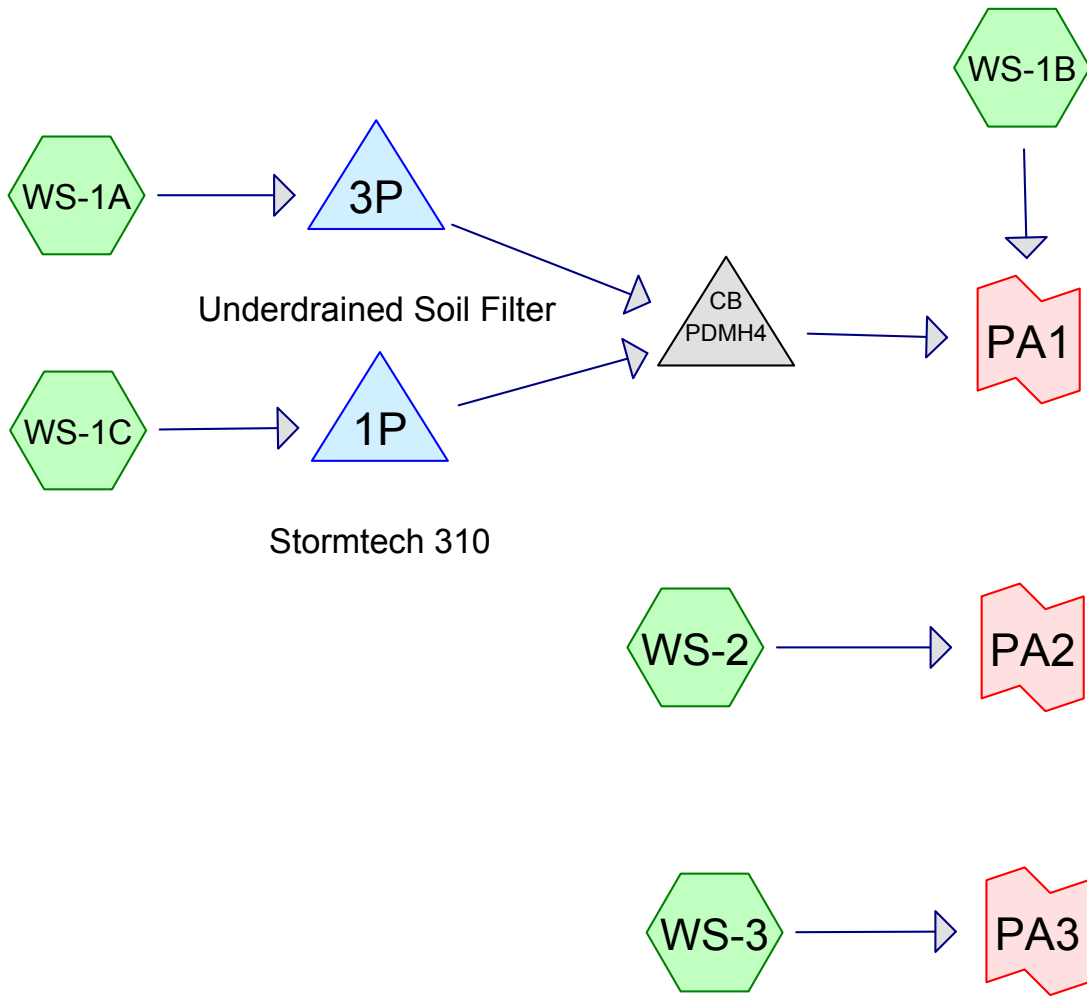 WS-1B
WS-1A
3P
Underdrained Soil Filter
CB
PDMH4
PA1
WS-1C
1P
Stormtech 310
WS-2
PA2
WS-3
PA3